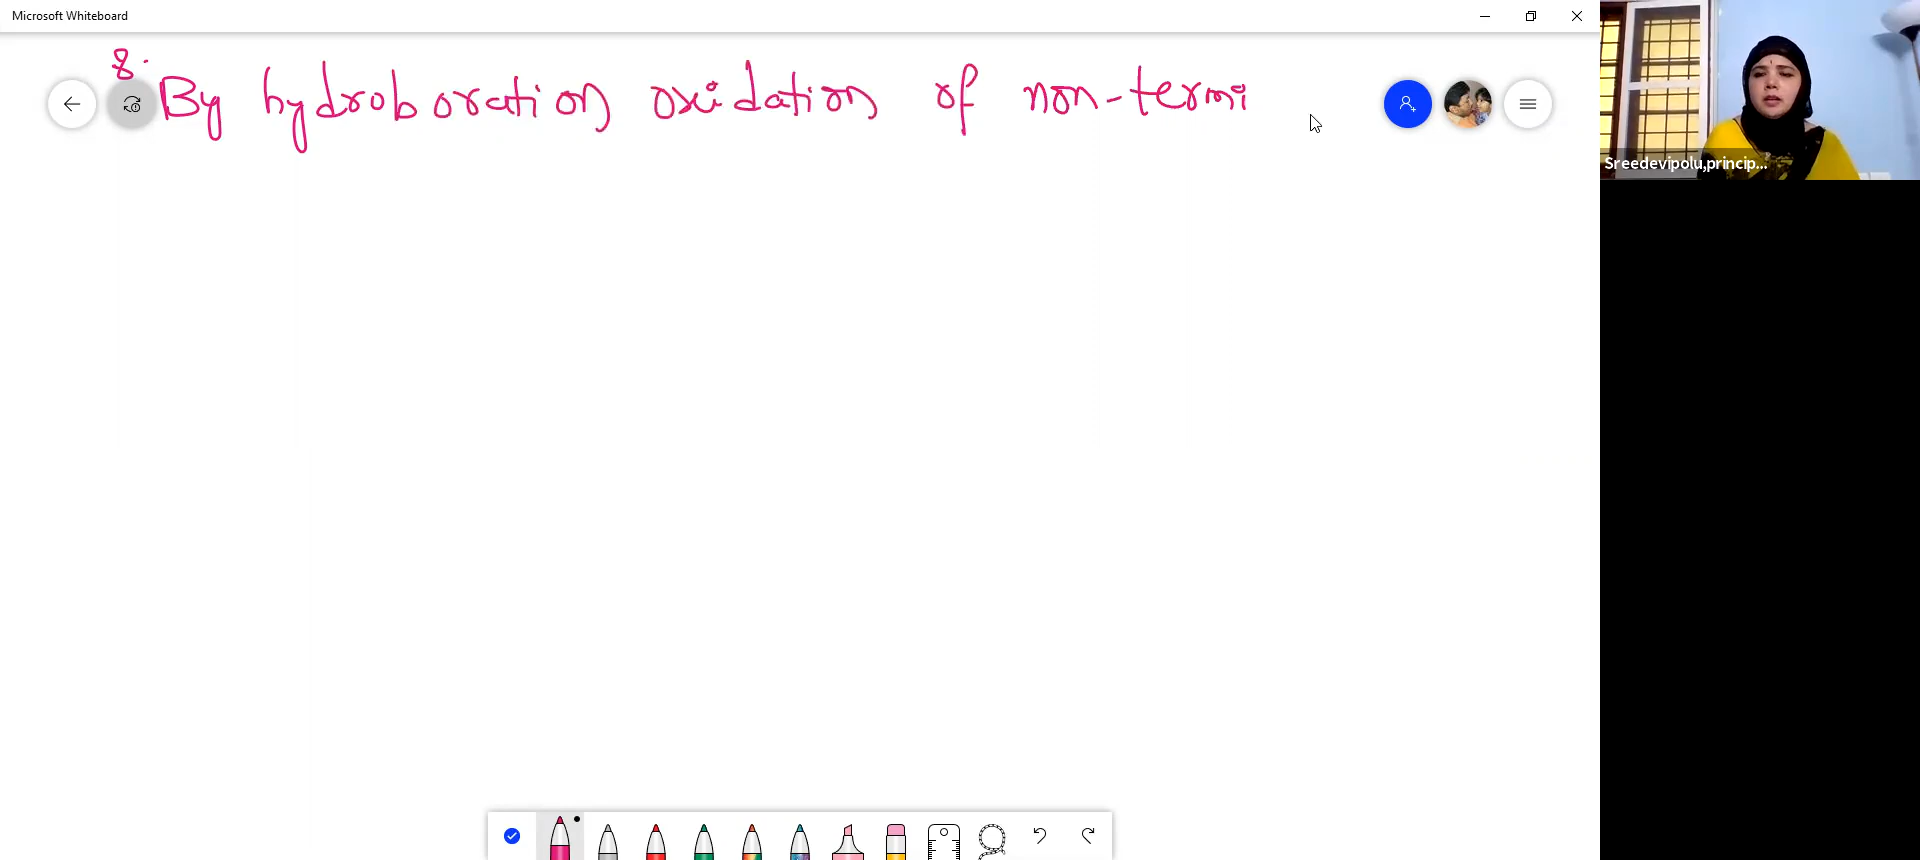 Microsoft Whiteboard
8.
By hydroboration oxidation of non-termi
Sreedevipolu,princip...